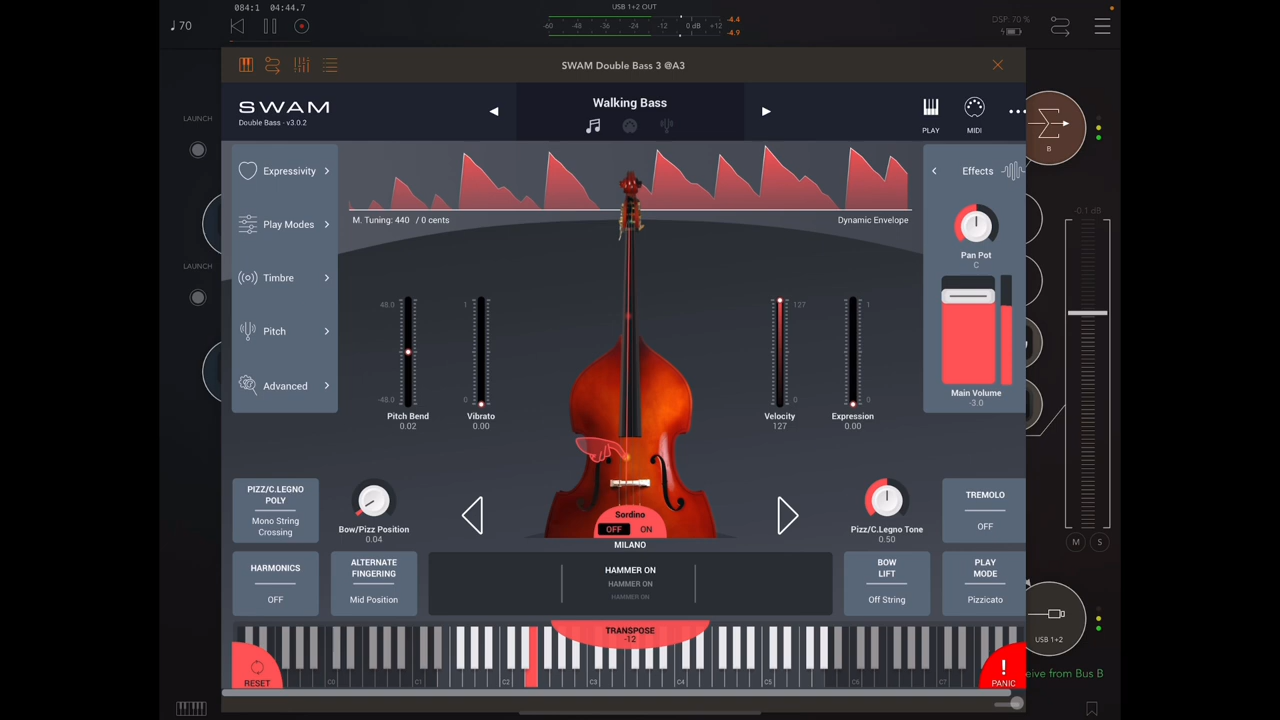 084:1 04:44.7
USB 1+2 OUT
♩70
-60 -48 -36 -24 -12 0 dB +12
-4.4
-4.9
DSP: 70 %
SWAM Double Bass 3 @A3
LAUNCH
LAUNCH
SWAM
Double Bass - v3.0.2
Walking Bass
PLAY
MIDI
B
Expressivity
Play Modes
Timbre
Pitch
Advanced
M. Tuning: 440 / 0 cents
Dynamic Envelope
Effects
Pan Pot
C
Main Volume
-3.0
-0.1 dB
48.0
-48.0
Pitch Bend
0.02
1
0
Vibrato
0.00
127
0
Velocity
127
1
0
Expression
0.00
PIZZ/C.LEGNO
POLY
Mono String
Crossing
Bow/Pizz Position
0.04
Sordino
OFF ON
MILANO
Pizz/C.Legno Tone
0.50
TREMOLO
OFF
M S
HARMONICS
OFF
ALTERNATE
FINGERING
Mid Position
HAMMER ON
HAMMER ON
HAMMER ON
BOW
LIFT
Off String
PLAY
MODE
Pizzicato
USB 1+2
TRANSPOSE
-12
RESET
C0 C1 C2 C3 C4 C5 C7
!
PANIC
eive from Bus B